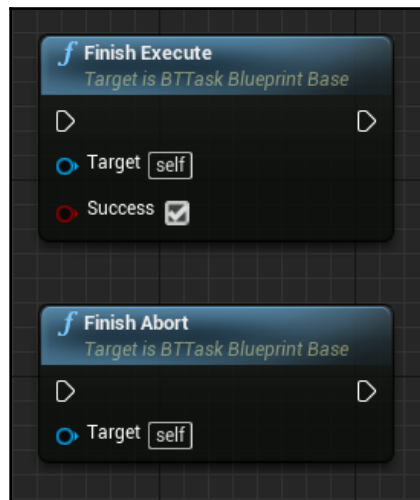 f Finish Execute
Target is BTTask Blueprint Base
Target self
Success
f Finish Abort
Target is BTTask Blueprint Base
Target self